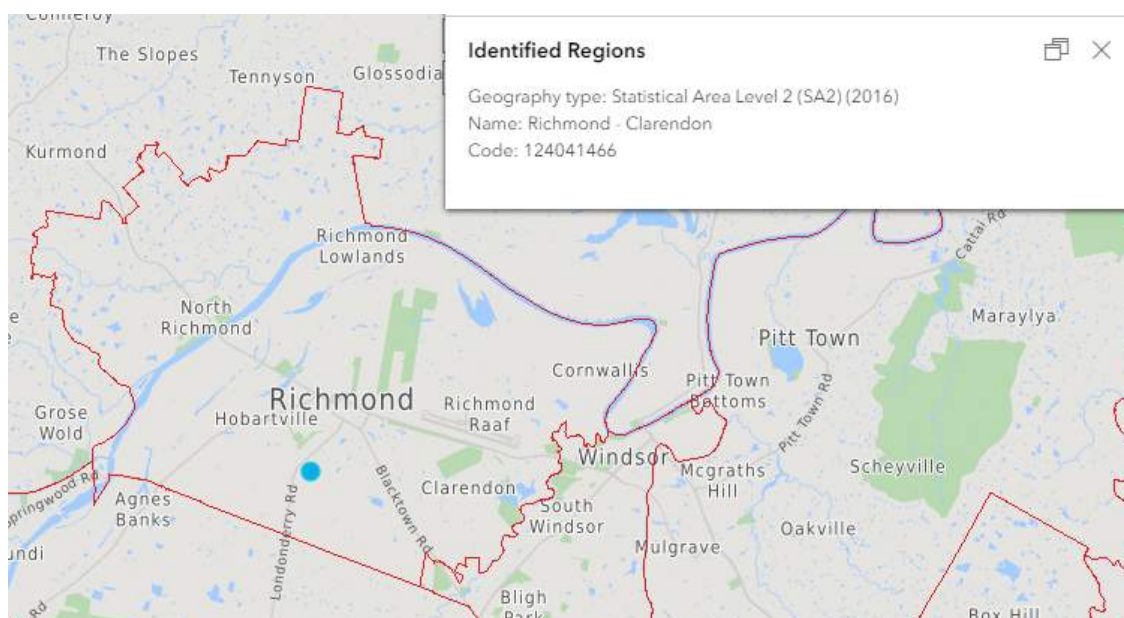 Identified Regions
Geography type: Statistical Area Level 2 (SA2) (2016)
Name: Richmond - Clarendon
Code: 124041466
The Slopes
Tennyson
Glossodia
Kurmond
Richmond
Lowlands
Cattai Rd
North
Richmond
Maraylya
Pitt Town
Cornwallis
Pitt Town
Bottoms
Richmond
Hobartville
Richmond
Raaf
Grose
Wold
Pitt Town Rd
Windsor
Mcgraths
Hill
Scheyville
Springwood Rd
Agnes
Banks
Londonderry Rd
Blacktown Rd
Clarendon
South
Windsor
Oakville
Mulgrave
undi
Bligh
Park
Box Hill
Rd